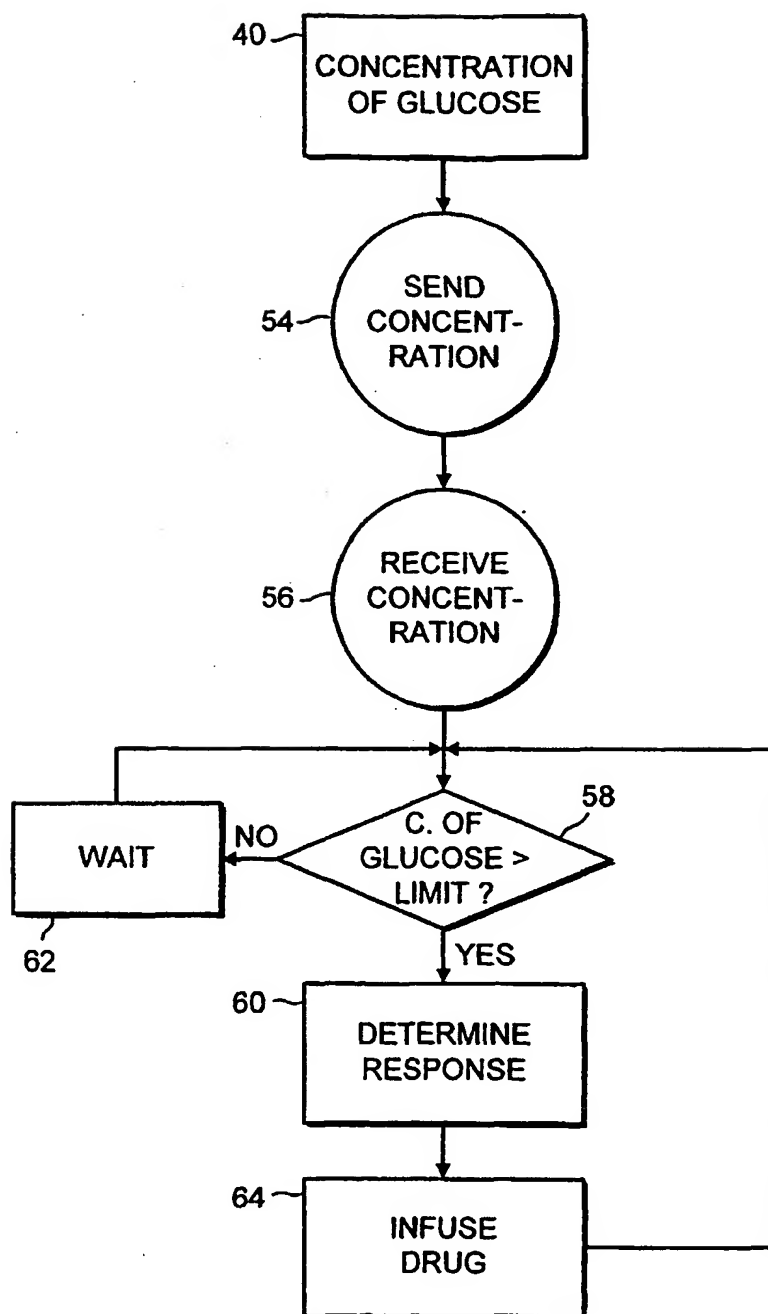 40
CONCENTRATION
OF GLUCOSE
54
SEND
CONCENT-
RATION
56
RECEIVE
CONCENT-
RATION
58
C. OF
GLUCOSE >
LIMIT ?
NO
WAIT
62
YES
60
DETERMINE
RESPONSE
64
INFUSE
DRUG